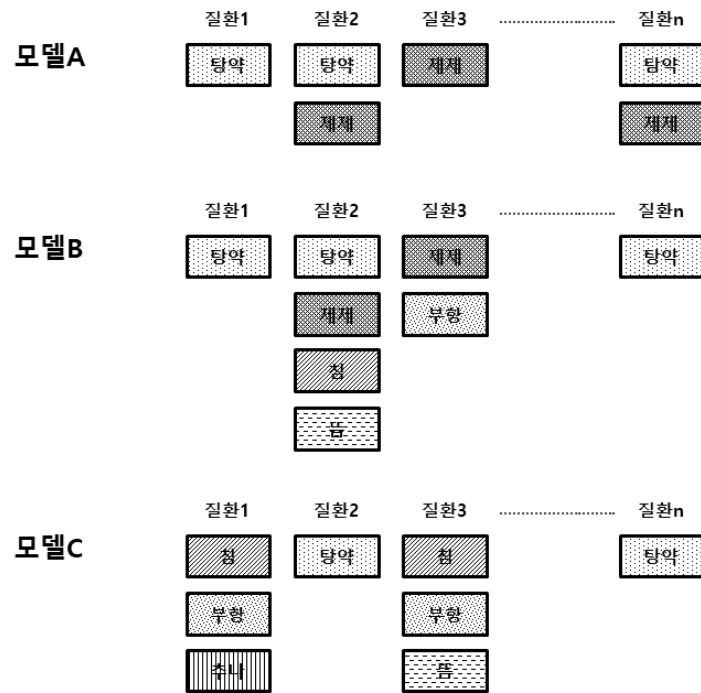 질환1 질환2 질환3 ........................ 질환n
모델A
탕약 탕약 제제 탕약
제제 제제
질환1 질환2 질환3 ........................ 질환n
모델B
탕약 탕약 제제 탕약
제제 부항
침
뜸
질환1 질환2 질환3 ........................ 질환n
모델C
침 탕약 침 탕약
부항 부항
추나 뜸